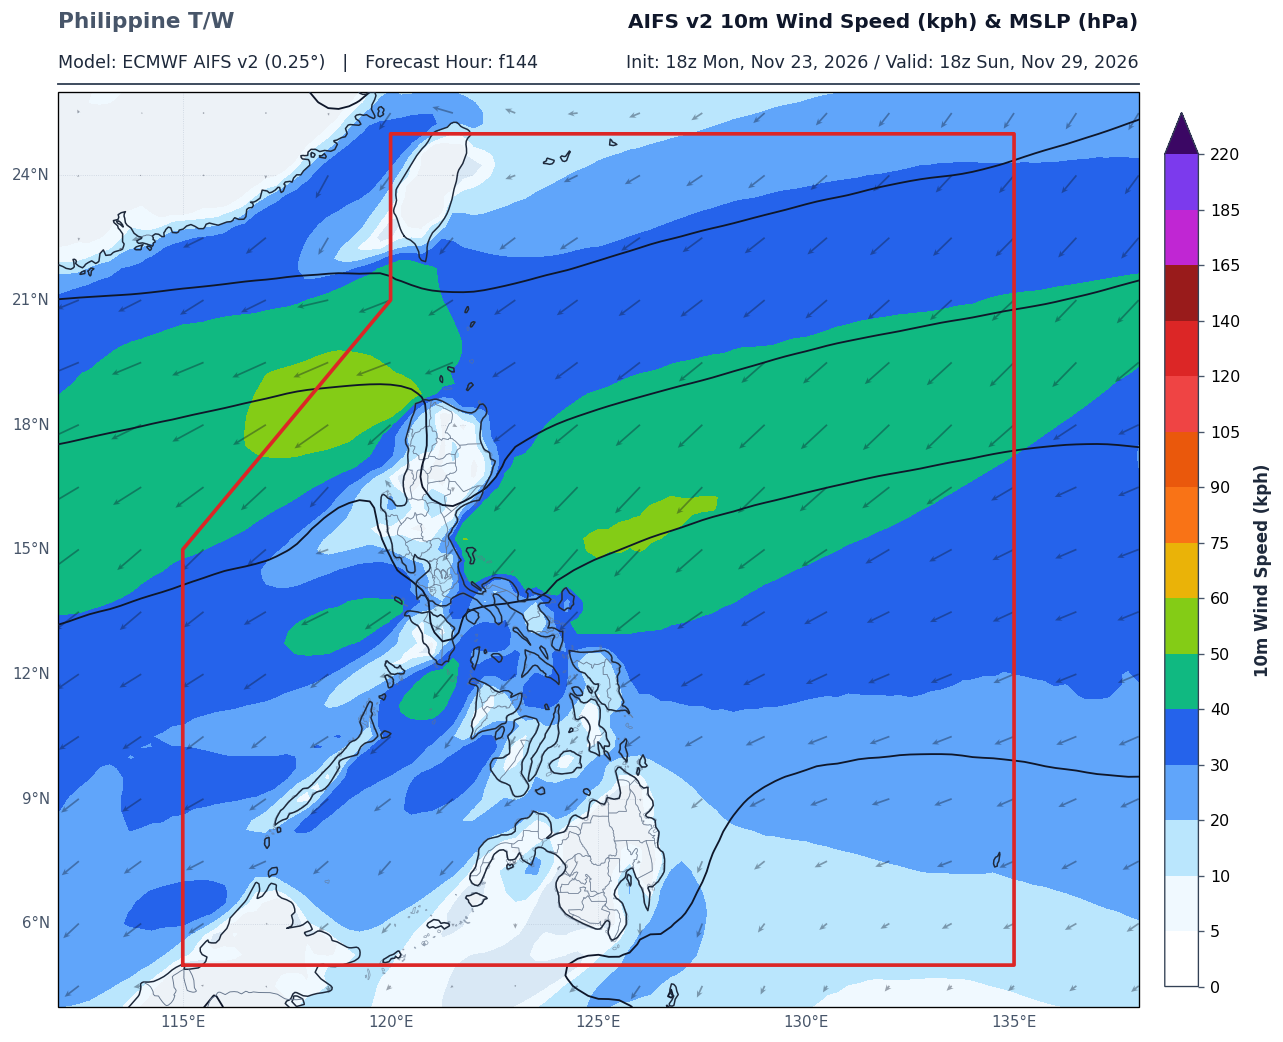 Philippine T/W
AIFS v2 10m Wind Speed (kph) & MSLP (hPa)
Model: ECMWF AIFS v2 (0.25°)   |   Forecast Hour: f144
Init: 18z Mon, Nov 23, 2026 / Valid: 18z Sun, Nov 29, 2026
24°N
21°N
18°N
15°N
12°N
9°N
6°N
115°E
120°E
125°E
130°E
135°E
220
185
165
140
120
105
90
75
60
50
40
30
20
10
5
0
10m Wind Speed (kph)